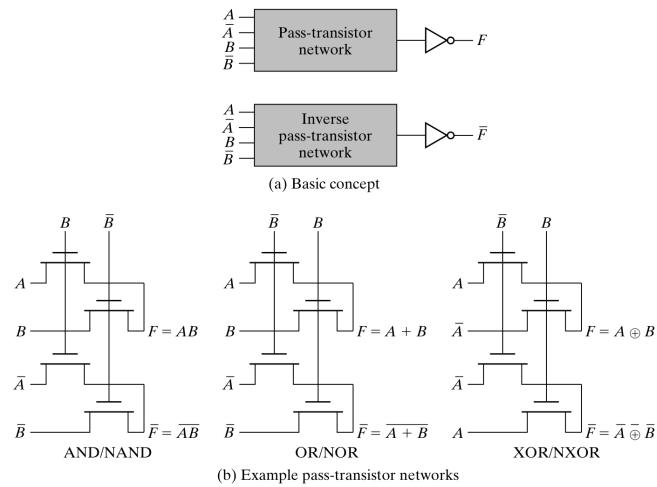 A
A̅
B
B̅
Pass-transistor
network
F
A
A̅
B
B̅
Inverse
pass-transistor
network
F̅
(a) Basic concept
B B̅
A
B F = AB
A̅
B̅ F̅ = A̅B̅
AND/NAND
B̅ B
A
B F = A + B
A̅
B̅ F̅ = A̅ ̅+̅ ̅B̅
OR/NOR
B̅ B
A
A̅ F = A ⊕ B
A̅
A F̅ = A̅ ⊕̅ B̅
XOR/NXOR
(b) Example pass-transistor networks